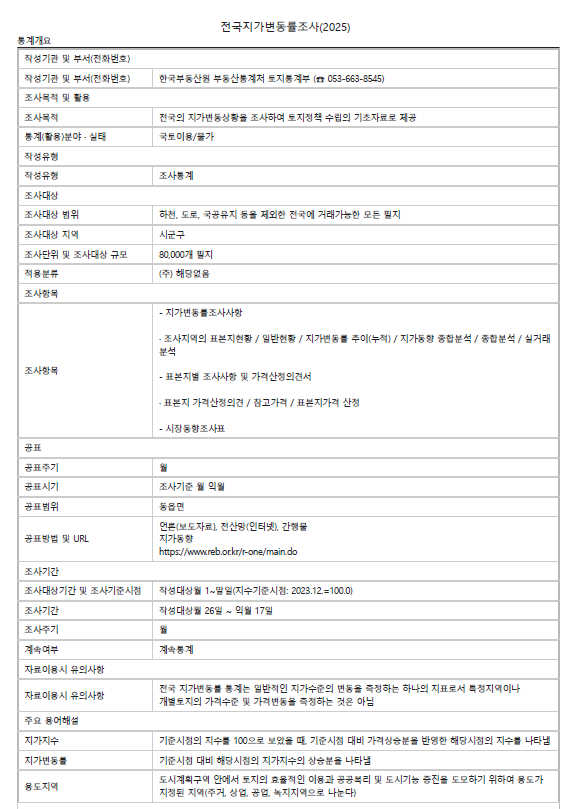 전국지가변동률조사(2025)
통계개요
작성기관 및 부서(전화번호)
작성기관 및 부서(전화번호) 한국부동산원 부동산통계처 토지통계부 (☎ 053-663-8545)
조사목적 및 활용
조사목적 전국의 지가변동상황을 조사하여 토지정책 수립의 기초자료로 제공
통계(활용)분야 · 실태 국토이용/물가
작성유형
작성유형 조사통계
조사대상
조사대상 범위 하천, 도로, 국공유지 등을 제외한 전국에 거래가능한 모든 필지
조사대상 지역 시군구
조사단위 및 조사대상 규모 80,000개 필지
적용분류 (주) 해당없음
조사항목
조사항목
- 지가변동률조사사항
· 조사지역의 표본지현황 / 일반현황 / 지가변동률 추이(누적) / 지가동향 종합분석 / 종합분석 / 실거래
분석
- 표본지별 조사사항 및 가격산정의견서
· 표본지 가격산정의견 / 참고가격 / 표본지가격 산정
- 시장동향조사표
공표
공표주기 월
공표시기 조사기준 월 익월
공표범위 동읍면
공표방법 및 URL
언론(보도자료), 전산망(인터넷), 간행물
지가동향
https://www.reb.or.kr/r-one/main.do
조사기간
조사대상기간 및 조사기준시점 작성대상월 1~말일(지수기준시점: 2023.12.=100.0)
조사기간 작성대상월 26일 ~ 익월 17일
조사주기 월
계속여부 계속통계
자료이용시 유의사항
자료이용시 유의사항
전국 지가변동률 통계는 일반적인 지가수준의 변동을 측정하는 하나의 지표로서 특정지역이나
개별토지의 가격수준 및 가격변동을 측정하는 것은 아님
주요 용어해설
지가지수 기준시점의 지수를 100으로 보았을 때, 기준시점 대비 가격상승분을 반영한 해당시점의 지수를 나타냄
지가변동률 기준시점 대비 해당시점의 지가지수의 상승분을 나타냄
용도지역
도시계획구역 안에서 토지의 효율적인 이용과 공공복리 및 도시기능 증진을 도모하기 위하여 용도가
지정된 지역(주거, 상업, 공업, 녹지지역으로 나눈다)